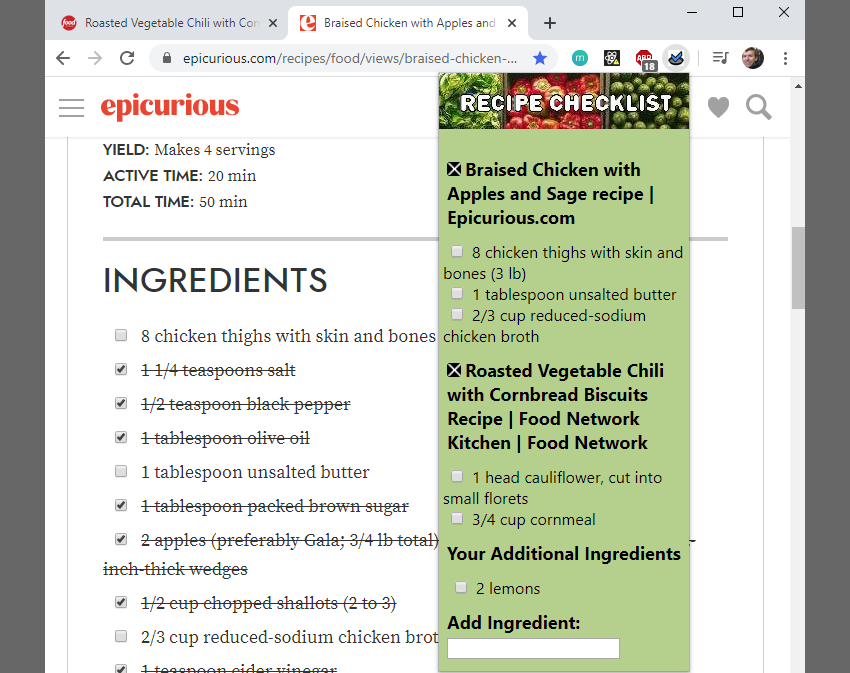 Roasted Vegetable Chili with Cor
Braised Chicken with Apples and
epicurious.com/recipes/food/views/braised-chicken-...
m
ABP
18
epicurious
RECIPE CHECKLIST
YIELD: Makes 4 servings
ACTIVE TIME: 20 min
TOTAL TIME: 50 min
INGREDIENTS
8 chicken thighs with skin and bones
1 1/4 teaspoons salt
1/2 teaspoon black pepper
1 tablespoon olive oil
1 tablespoon unsalted butter
1 tablespoon packed brown sugar
2 apples (preferably Gala; 3/4 lb total)
inch-thick wedges
1/2 cup chopped shallots (2 to 3)
2/3 cup reduced-sodium chicken brot
1 teaspoon cider vinegar
Braised Chicken with
Apples and Sage recipe |
Epicurious.com
8 chicken thighs with skin and
bones (3 lb)
1 tablespoon unsalted butter
2/3 cup reduced-sodium
chicken broth
Roasted Vegetable Chili
with Cornbread Biscuits
Recipe | Food Network
Kitchen | Food Network
1 head cauliflower, cut into
small florets
3/4 cup cornmeal
Your Additional Ingredients
2 lemons
Add Ingredient: